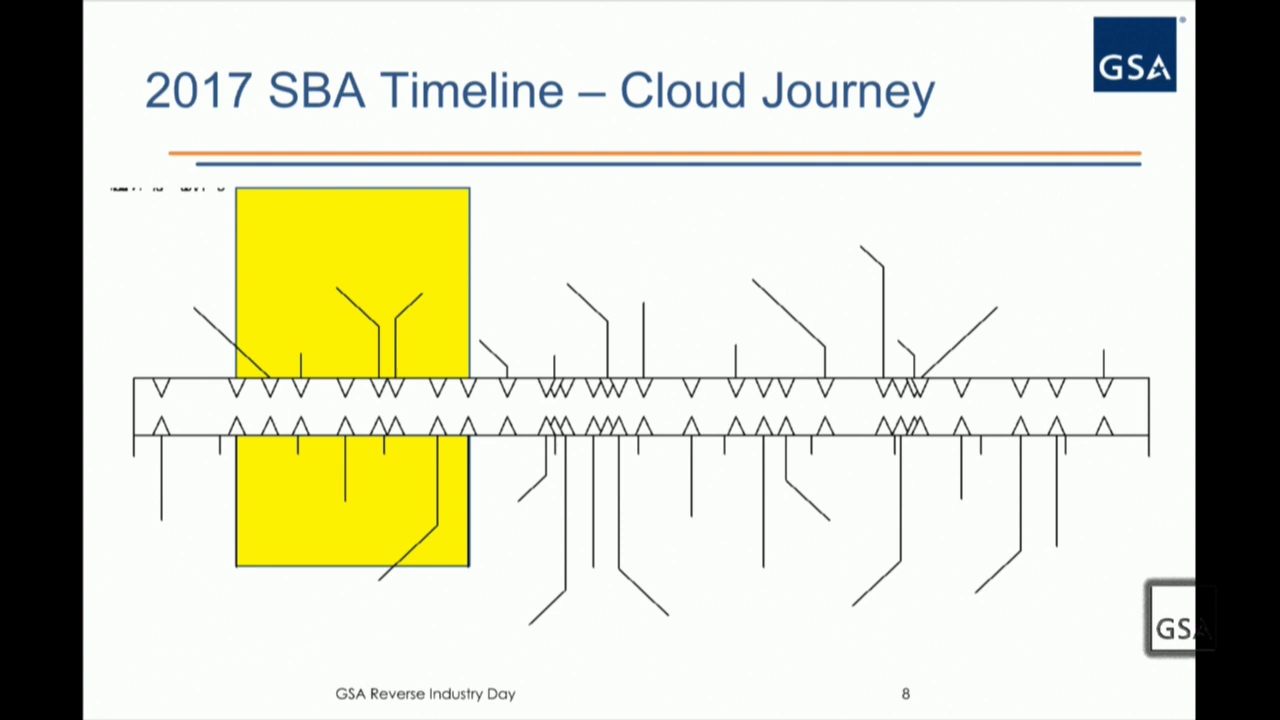 GSA
2017 SBA Timeline – Cloud Journey
GSA
GSA Reverse Industry Day
8